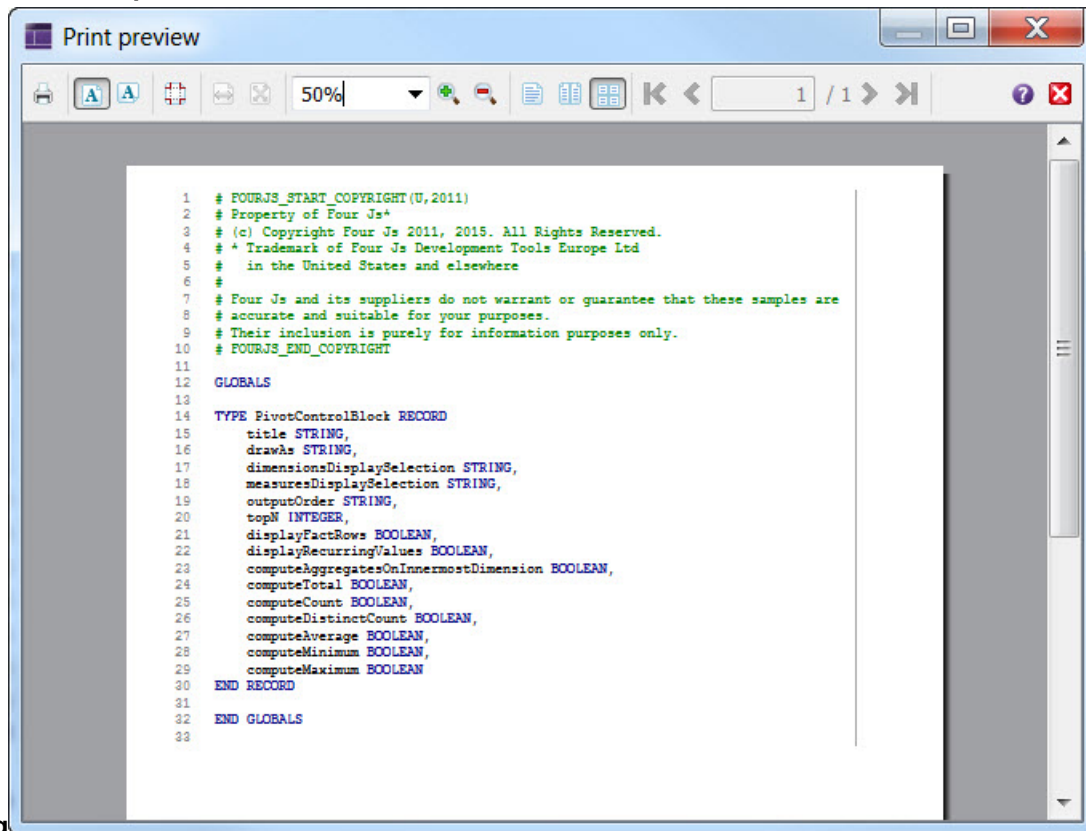 Print preview
50% 1 / 1
1 # FOURJS_START_COPYRIGHT(U,2011)
2 # Property of Four Js*
3 # (c) Copyright Four Js 2011, 2015. All Rights Reserved.
4 # * Trademark of Four Js Development Tools Europe Ltd
5 #   in the United States and elsewhere
6 #
7 # Four Js and its suppliers do not warrant or guarantee that these samples are
8 # accurate and suitable for your purposes.
9 # Their inclusion is purely for information purposes only.
10 # FOURJS_END_COPYRIGHT
11
12 GLOBALS
13
14 TYPE PivotControlBlock RECORD
15     title STRING,
16     drawAs STRING,
17     dimensionsDisplaySelection STRING,
18     measuresDisplaySelection STRING,
19     outputOrder STRING,
20     topN INTEGER,
21     displayFactRows BOOLEAN,
22     displayRecurringValues BOOLEAN,
23     computeAggregatesOnInnermostDimension BOOLEAN,
24     computeTotal BOOLEAN,
25     computeCount BOOLEAN,
26     computeDistinctCount BOOLEAN,
27     computeAverage BOOLEAN,
28     computeMinimum BOOLEAN,
29     computeMaximum BOOLEAN
30 END RECORD
31
32 END GLOBALS
33